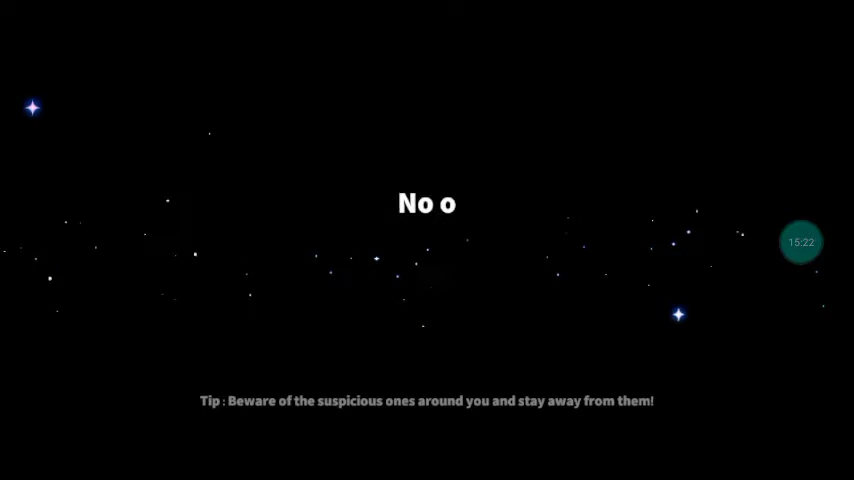 No o
15:22
Tip : Beware of the suspicious ones around you and stay away from them!